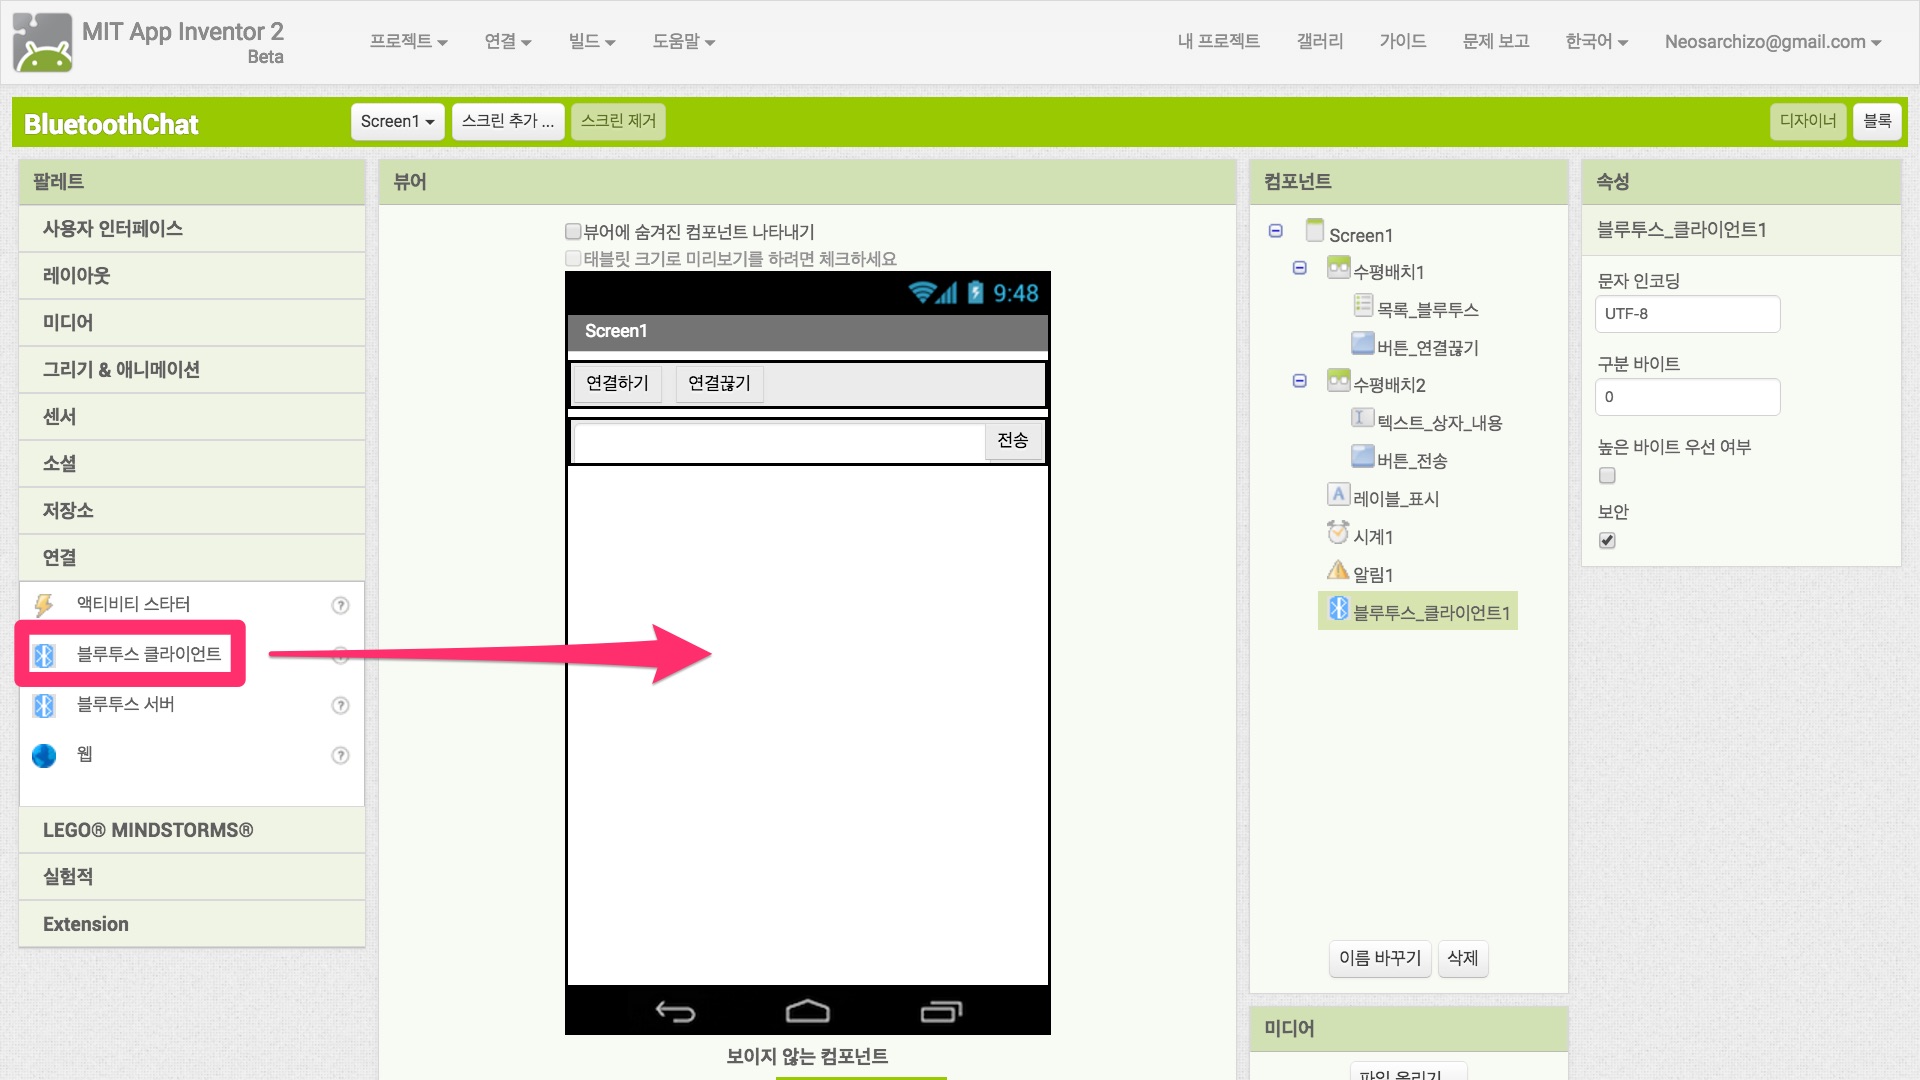 MIT App Inventor 2
Beta
프로젝트 연결 빌드 도움말 내 프로젝트 갤러리 가이드 문제 보고 한국어 Neosarchizo@gmail.com
BluetoothChat Screen1 스크린 추가 ... 스크린 제거 디자이너 블록
팔레트
사용자 인터페이스
레이아웃
미디어
그리기 & 애니메이션
센서
소셜
저장소
연결
액티비티 스타터 ?
블루투스 클라이언트
블루투스 서버 ?
웹 ?
LEGO® MINDSTORMS®
실험적
Extension
뷰어
뷰어에 숨겨진 컴포넌트 나타내기
태블릿 크기로 미리보기를 하려면 체크하세요
9:48
Screen1
연결하기 연결끊기
전송
보이지 않는 컴포넌트
컴포넌트
Screen1
수평배치1
목록_블루투스
버튼_연결끊기
수평배치2
텍스트_상자_내용
버튼_전송
A 레이블_표시
시계1
알림1
블루투스_클라이언트1
이름 바꾸기 삭제
미디어
파일 올리기
속성
블루투스_클라이언트1
문자 인코딩
UTF-8
구분 바이트
0
높은 바이트 우선 여부
보안